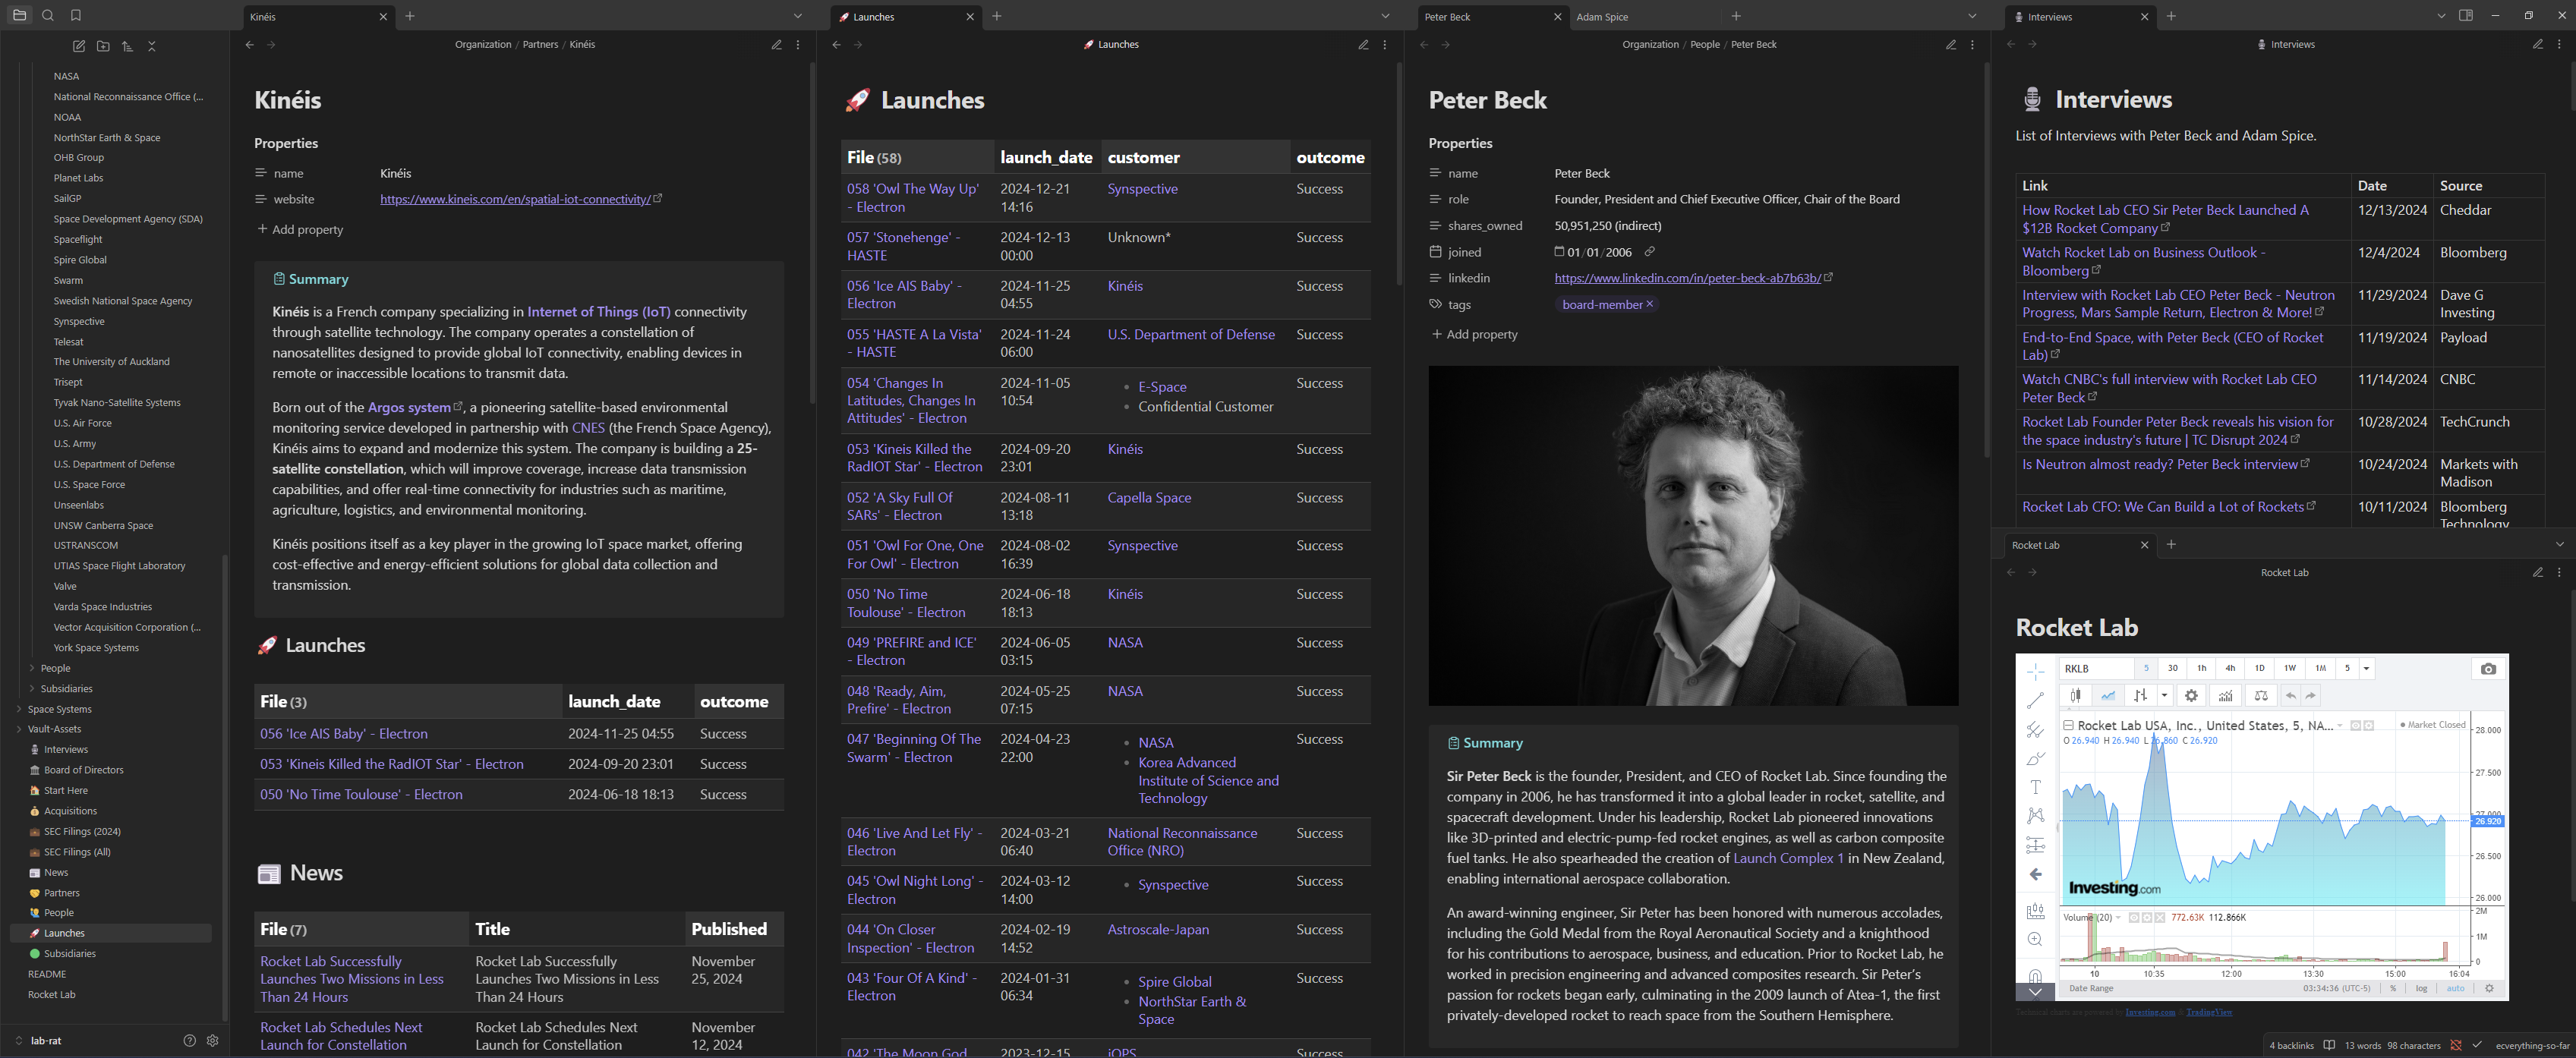 Kinéis
Launches
Peter Beck
Adam Spice
Interviews
NASA
National Reconnaissance Office (...
NOAA
NorthStar Earth & Space
OHB Group
Planet Labs
SailGP
Space Development Agency (SDA)
Spaceflight
Spire Global
Swarm
Swedish National Space Agency
Synspective
Telesat
The University of Auckland
Trisept
Tyvak Nano-Satellite Systems
U.S. Air Force
U.S. Army
U.S. Department of Defense
U.S. Space Force
Unseenlabs
UNSW Canberra Space
USTRANSCOM
UTIAS Space Flight Laboratory
Valve
Varda Space Industries
Vector Acquisition Corporation (...
York Space Systems
People
Subsidiaries
Space Systems
Vault-Assets
Interviews
Board of Directors
Start Here
Acquisitions
SEC Filings (2024)
SEC Filings (All)
News
Partners
People
Launches
Subsidiaries
README
Rocket Lab
lab-rat
Organization / Partners / Kinéis
Kinéis
Properties
name Kinéis
website https://www.kineis.com/en/spatial-iot-connectivity/
+ Add property
Summary
Kinéis is a French company specializing in Internet of Things (IoT) connectivity
through satellite technology. The company operates a constellation of
nanosatellites designed to provide global IoT connectivity, enabling devices in
remote or inaccessible locations to transmit data.
Born out of the Argos system, a pioneering satellite-based environmental
monitoring service developed in partnership with CNES (the French Space Agency),
Kinéis aims to expand and modernize this system. The company is building a 25-
satellite constellation, which will improve coverage, increase data transmission
capabilities, and offer real-time connectivity for industries such as maritime,
agriculture, logistics, and environmental monitoring.
Kinéis positions itself as a key player in the growing IoT space market, offering
cost-effective and energy-efficient solutions for global data collection and
transmission.
Launches
File (3) launch_date outcome
056 'Ice AIS Baby' - Electron 2024-11-25 04:55 Success
053 'Kineis Killed the RadIOT Star' - Electron 2024-09-20 23:01 Success
050 'No Time Toulouse' - Electron 2024-06-18 18:13 Success
News
File (7) Title Published
Rocket Lab Successfully Rocket Lab Successfully November
Launches Two Missions in Less Launches Two Missions in Less 25, 2024
Than 24 Hours Than 24 Hours
Rocket Lab Schedules Next Rocket Lab Schedules Next November
Launch for Constellation Launch for Constellation 12, 2024
Launches
Launches
File (58) launch_date customer outcome
058 'Owl The Way Up' 2024-12-21 Synspective Success
- Electron 14:16
057 'Stonehenge' - 2024-12-13 Unknown* Success
HASTE 00:00
056 'Ice AIS Baby' - 2024-11-25 Kinéis Success
Electron 04:55
055 'HASTE A La Vista' 2024-11-24 U.S. Department of Defense Success
- HASTE 06:00
054 'Changes In 2024-11-05 E-Space Success
Latitudes, Changes In 10:54 Confidential Customer
Attitudes' - Electron
053 'Kineis Killed the 2024-09-20 Kinéis Success
RadIOT Star' - Electron 23:01
052 'A Sky Full Of 2024-08-11 Capella Space Success
SARs' - Electron 13:18
051 'Owl For One, One 2024-08-02 Synspective Success
For Owl' - Electron 16:39
050 'No Time 2024-06-18 Kinéis Success
Toulouse' - Electron 18:13
049 'PREFIRE and ICE' 2024-06-05 NASA Success
- Electron 03:15
048 'Ready, Aim, 2024-05-25 NASA Success
Prefire' - Electron 07:15
047 'Beginning Of The 2024-04-23 NASA Success
Swarm' - Electron 22:00 Korea Advanced
Institute of Science and
Technology
046 'Live And Let Fly' - 2024-03-21 National Reconnaissance Success
Electron 06:40 Office (NRO)
045 'Owl Night Long' - 2024-03-12 Synspective Success
Electron 14:00
044 'On Closer 2024-02-19 Astroscale-Japan Success
Inspection' - Electron 14:52
043 'Four Of A Kind' - 2024-01-31 Spire Global Success
Electron 06:34 NorthStar Earth &
Space
042 'The Moon God 2023-12-15 iQPS Success
Organization / People / Peter Beck
Peter Beck
Properties
name Peter Beck
role Founder, President and Chief Executive Officer, Chair of the Board
shares_owned 50,951,250 (indirect)
joined 01/01/2006
linkedin https://www.linkedin.com/in/peter-beck-ab7b63b/
tags board-member
+ Add property
Summary
Sir Peter Beck is the founder, President, and CEO of Rocket Lab. Since founding the
company in 2006, he has transformed it into a global leader in rocket, satellite, and
spacecraft development. Under his leadership, Rocket Lab pioneered innovations
like 3D-printed and electric-pump-fed rocket engines, as well as carbon composite
fuel tanks. He also spearheaded the creation of Launch Complex 1 in New Zealand,
enabling international aerospace collaboration.
An award-winning engineer, Sir Peter has been honored with numerous accolades,
including the Gold Medal from the Royal Aeronautical Society and a knighthood
for his contributions to aerospace, business, and education. Prior to Rocket Lab, he
worked in precision engineering and advanced composites research. Sir Peter's
passion for rockets began early, culminating in the 2009 launch of Atea-1, the first
privately-developed rocket to reach space from the Southern Hemisphere.
Interviews
Interviews
List of Interviews with Peter Beck and Adam Spice.
Link Date Source
How Rocket Lab CEO Sir Peter Beck Launched A 12/13/2024 Cheddar
$12B Rocket Company
Watch Rocket Lab on Business Outlook - 12/4/2024 Bloomberg
Bloomberg
Interview with Rocket Lab CEO Peter Beck - Neutron 11/29/2024 Dave G
Progress, Mars Sample Return, Electron & More! Investing
End-to-End Space, with Peter Beck (CEO of Rocket 11/19/2024 Payload
Lab)
Watch CNBC's full interview with Rocket Lab CEO 11/14/2024 CNBC
Peter Beck
Rocket Lab Founder Peter Beck reveals his vision for 10/28/2024 TechCrunch
the space industry's future | TC Disrupt 2024
Is Neutron almost ready? Peter Beck interview 10/24/2024 Markets with
Madison
Rocket Lab CFO: We Can Build a Lot of Rockets 10/11/2024 Bloomberg
Technology
Rocket Lab
Rocket Lab
Rocket Lab
RKLB 5 30 1h 4h 1D 1W 1M 5
Rocket Lab USA, Inc., United States, 5, NA... Market Closed
O 26.940 H 26.940 L 26.860 C 26.920
28.000
27.500
27.000
26.920
26.500
26.000
Investing.com
Volume (20) 772.63K 112.866K
2M
1M
0
10 10:35 12:00 13:30 15:00 16:04
Date Range 03:34:36 (UTC-5) % log auto
Technical charts are powered by Investing.com & TradingView
4 backlinks 13 words 98 characters ecverything-so-far